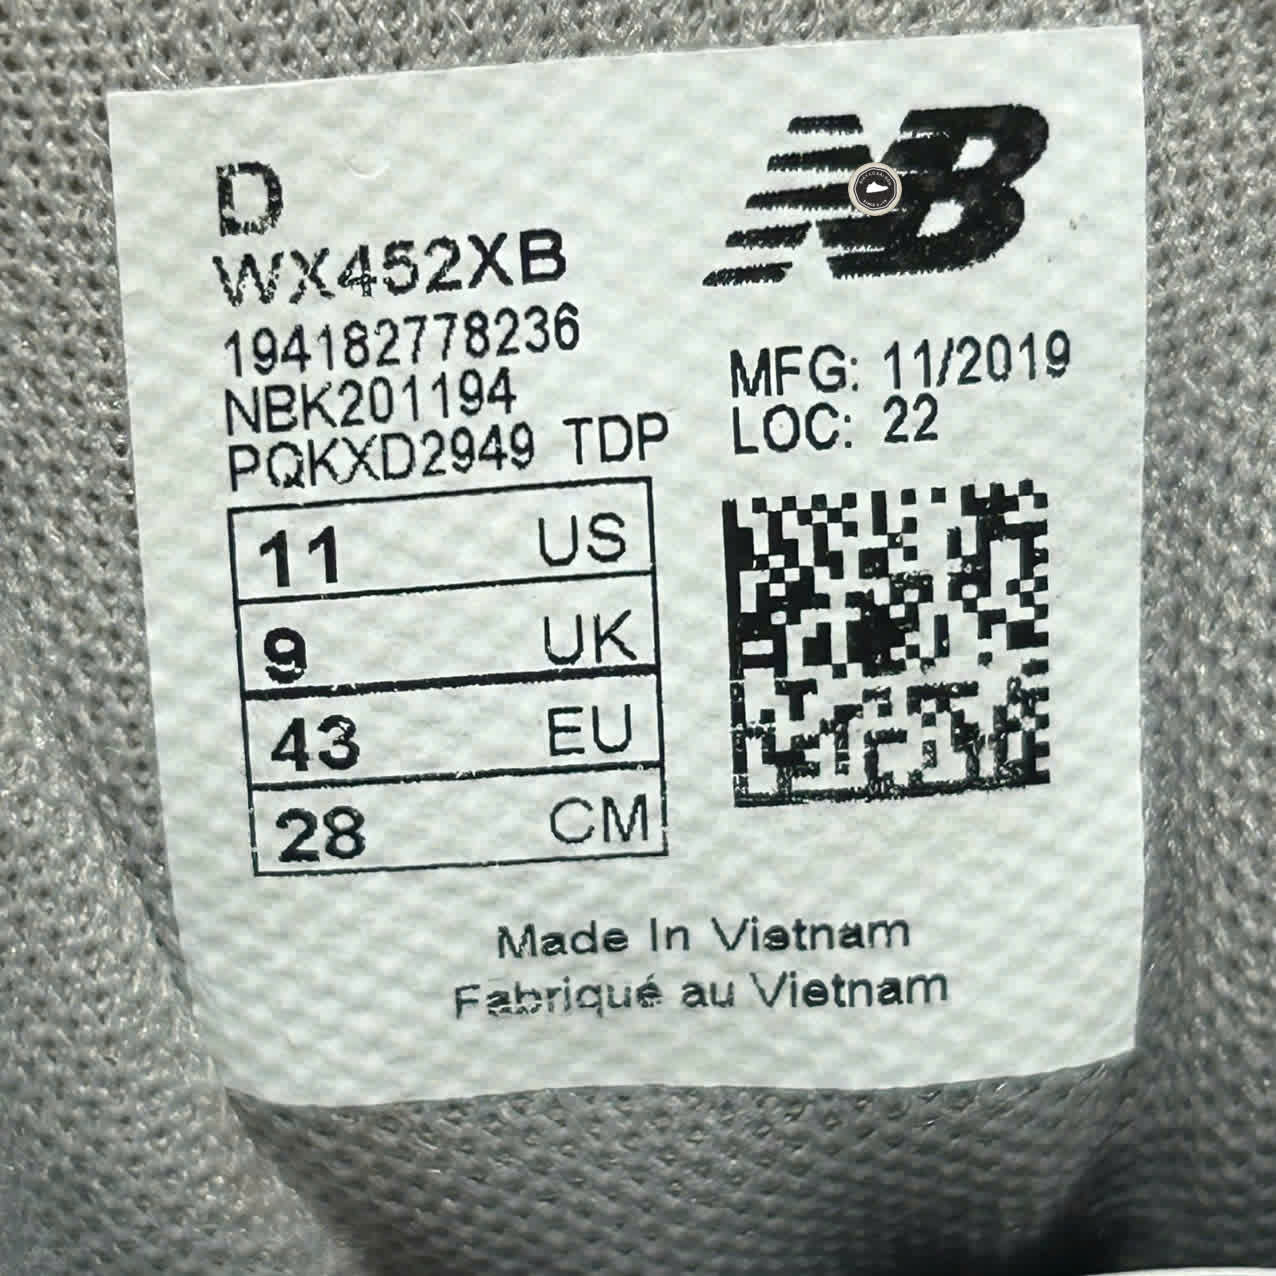 D
WX452XB
194182778236
NBK201194
PQKXD2949 TDP
NB
MFG: 11/2019
LOC: 22
11 US
9 UK
43 EU
28 CM
Made In Vietnam
Fabriqué au Vietnam